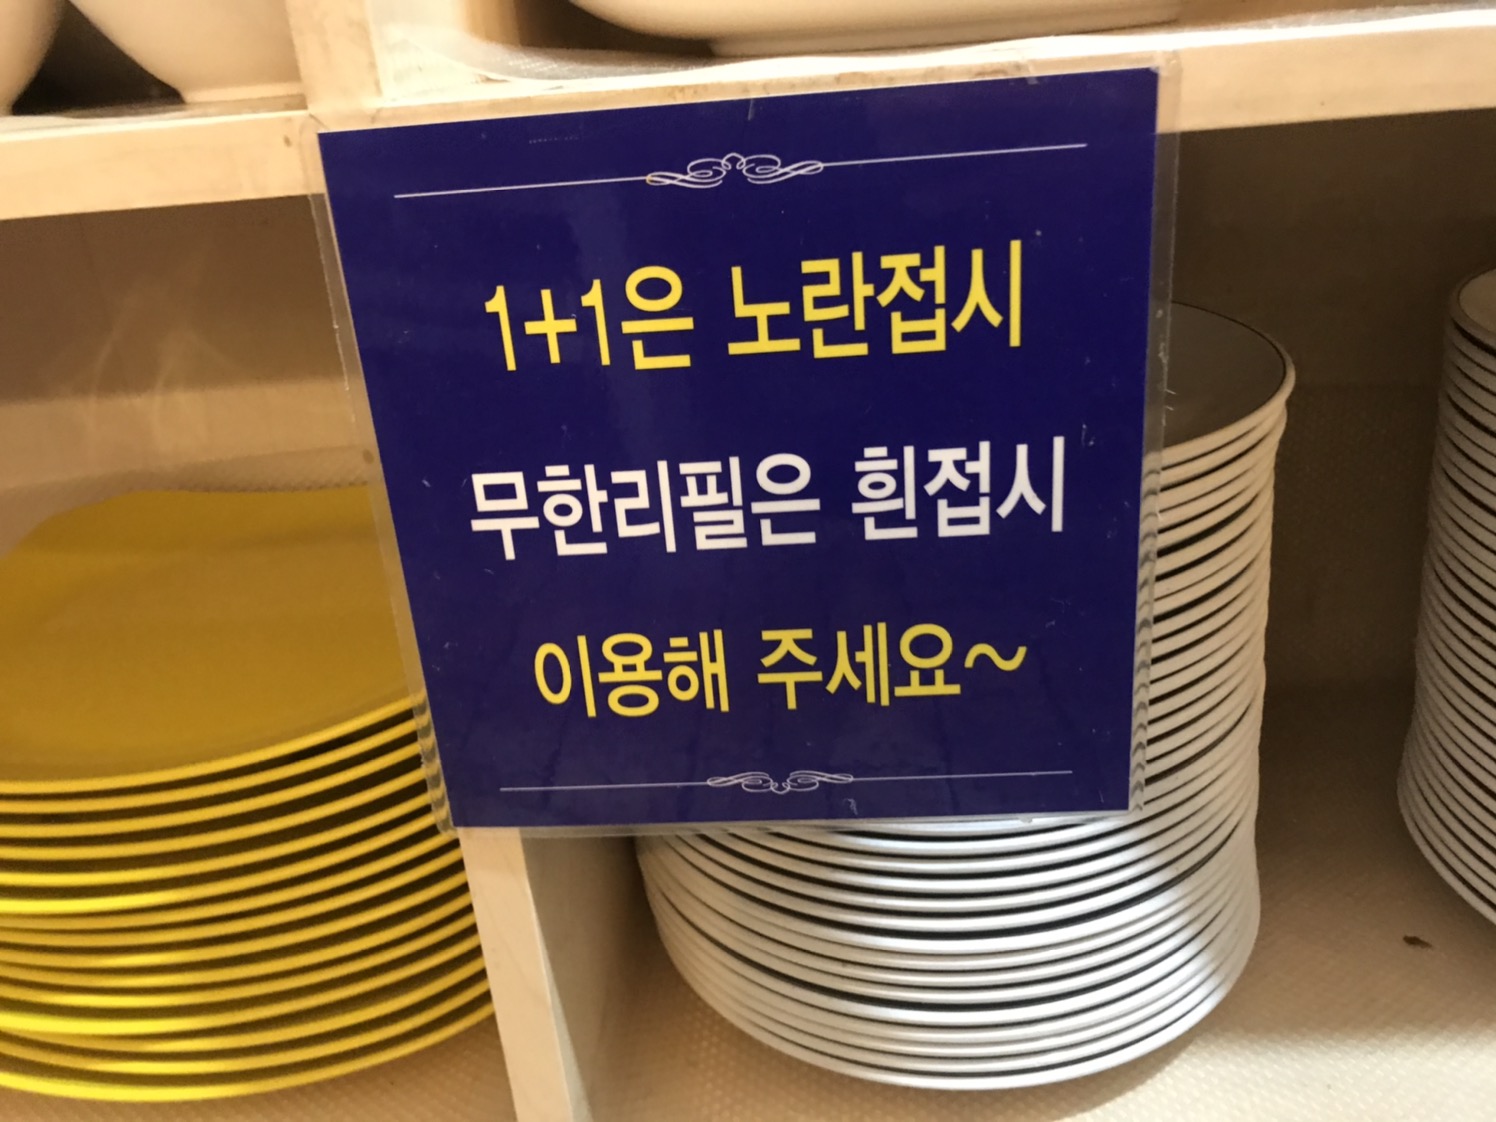 1+1은 노란접시
무한리필은 흰접시
이용해 주세요~